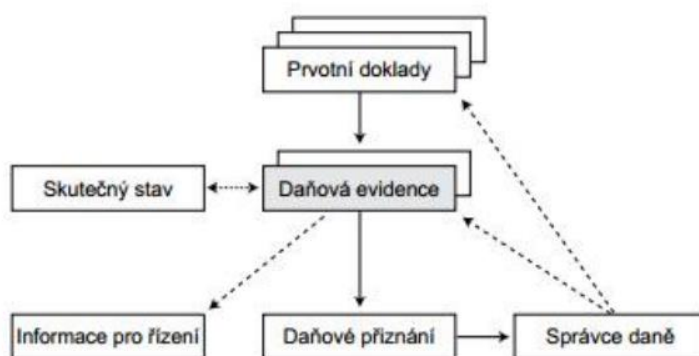 Prvotní doklady
Skutečný stav
Daňová evidence
Informace pro řízení
Daňové přiznání
Správce daně